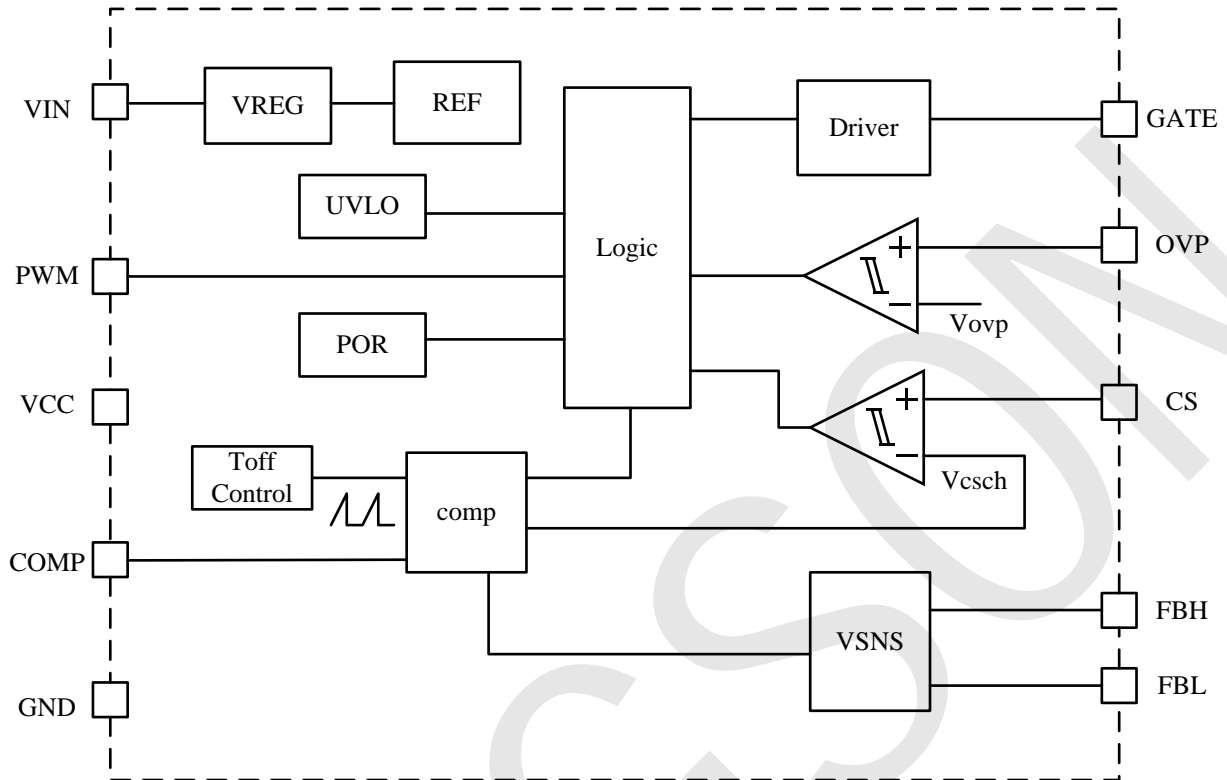 VIN
VREG
REF
Driver
GATE
UVLO
Logic
OVP
PWM
Vovp
POR
VCC
CS
Toff
Control
comp
Vcsch
COMP
FBH
VSNS
FBL
GND
CSON